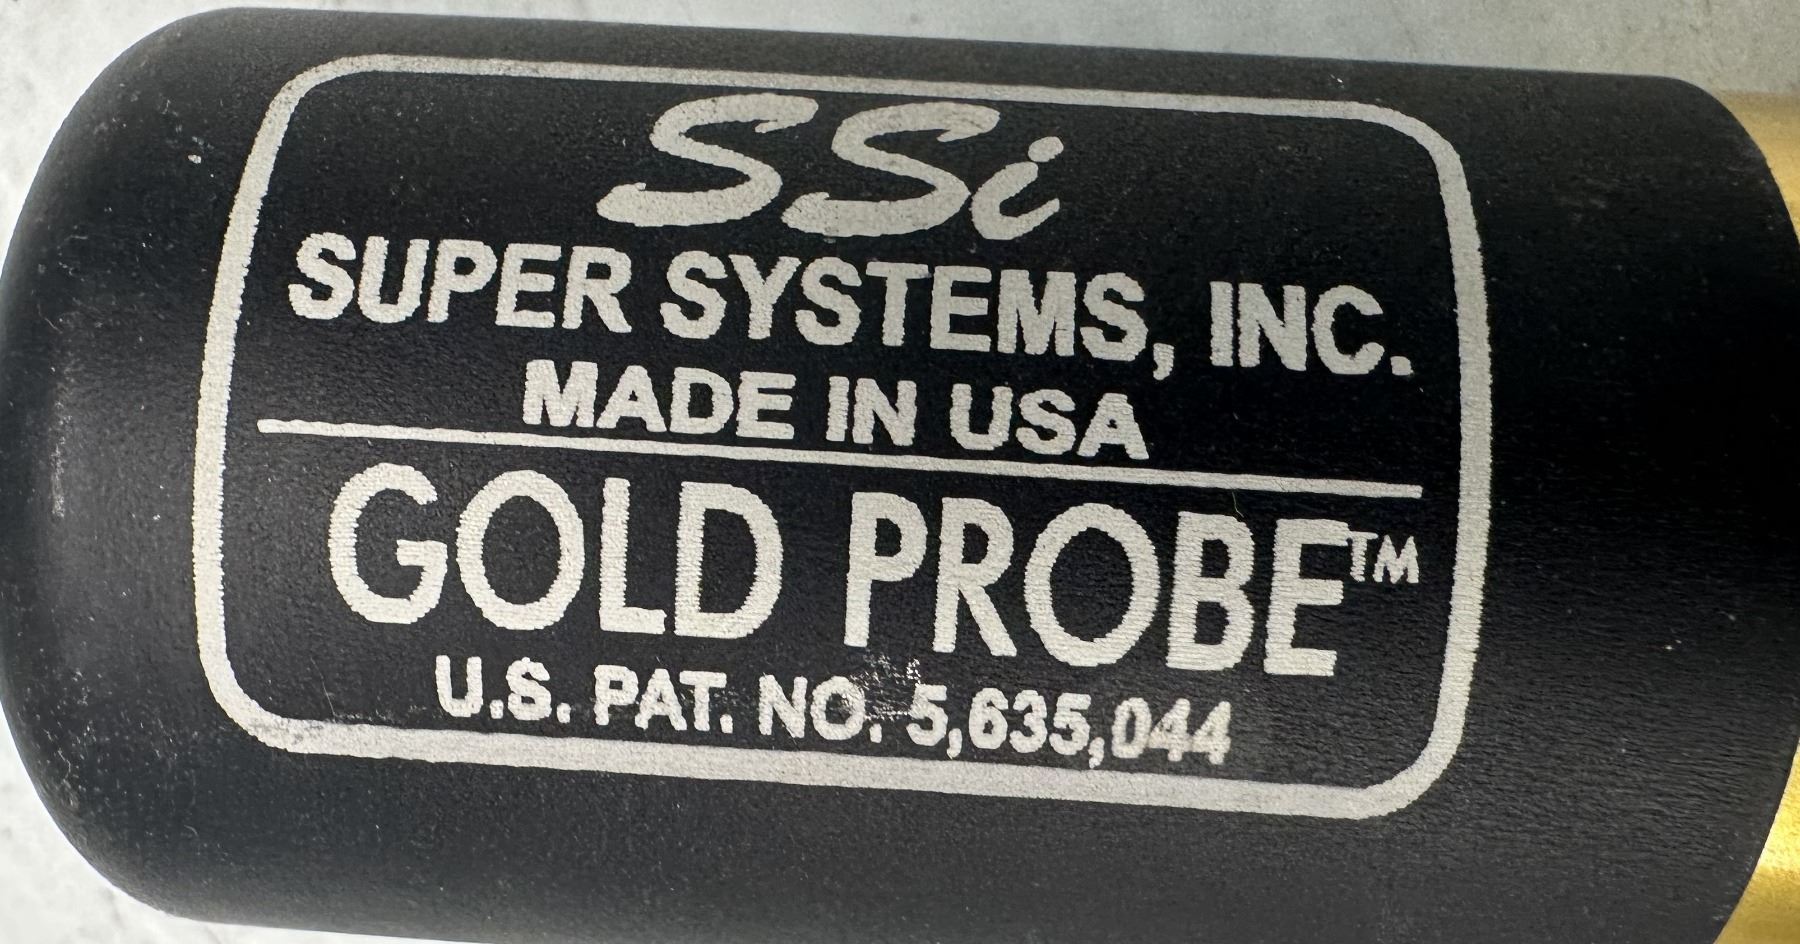 SSi
SUPER SYSTEMS, INC.
MADE IN USA
GOLD PROBE™
U.S. PAT. NO. 5,635,044